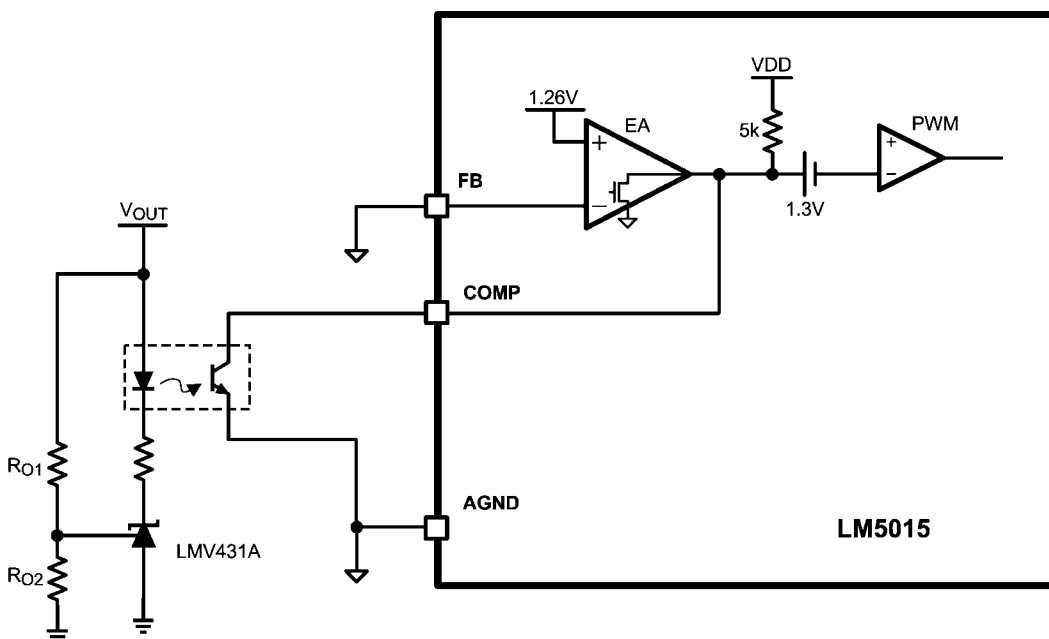 VDD
1.26V
EA
5k
PWM
+
+
−
−
FB
1.3V
VOUT
COMP
RO1
AGND
LM5015
LMV431A
RO2